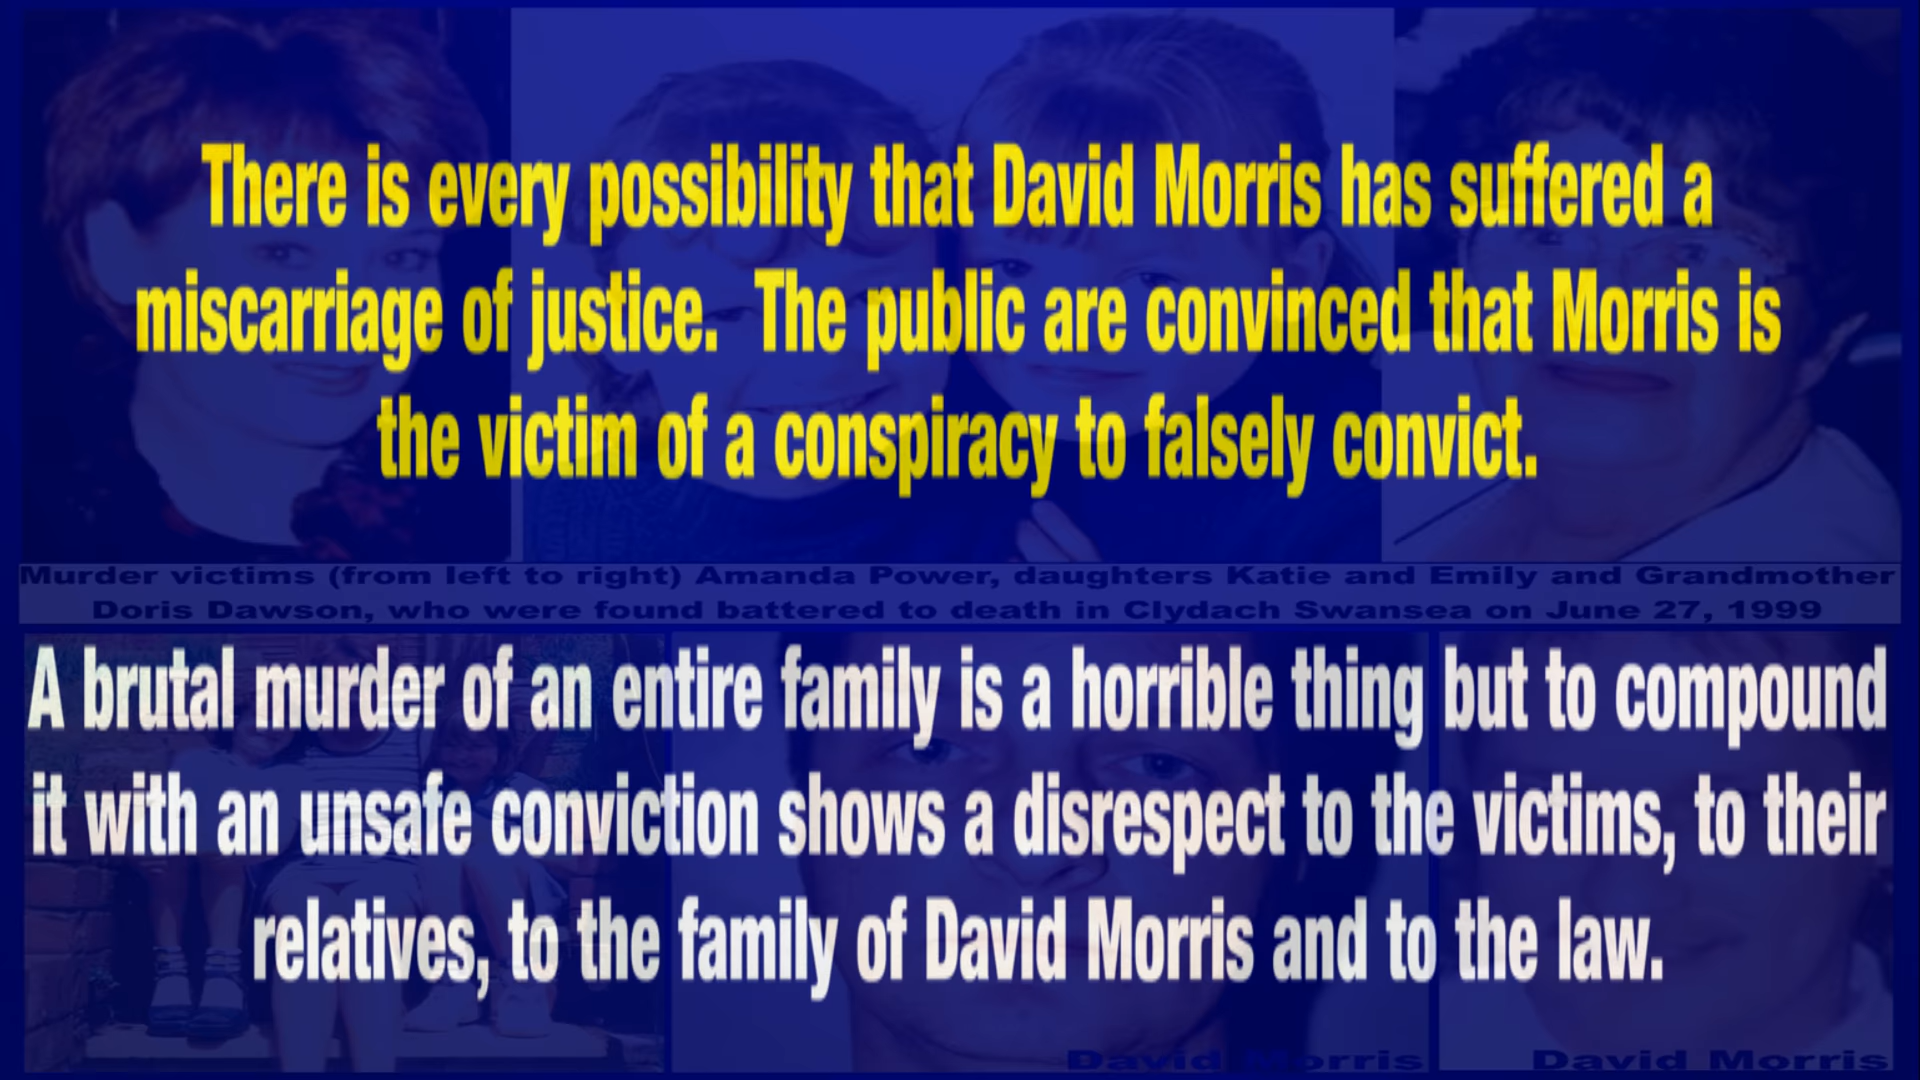 There is every possibility that David Morris has suffered a
miscarriage of justice.  The public are convinced that Morris is
the victim of a conspiracy to falsely convict.
Murder victims (from left to right) Amanda Power, daughters Katie and Emily and Grandmother
Doris Dawson, who were found battered to death in Clydach Swansea on June 27, 1999
A brutal murder of an entire family is a horrible thing but to compound
it with an unsafe conviction shows a disrespect to the victims, to their
relatives, to the family of David Morris and to the law.
David Morris
David Morris